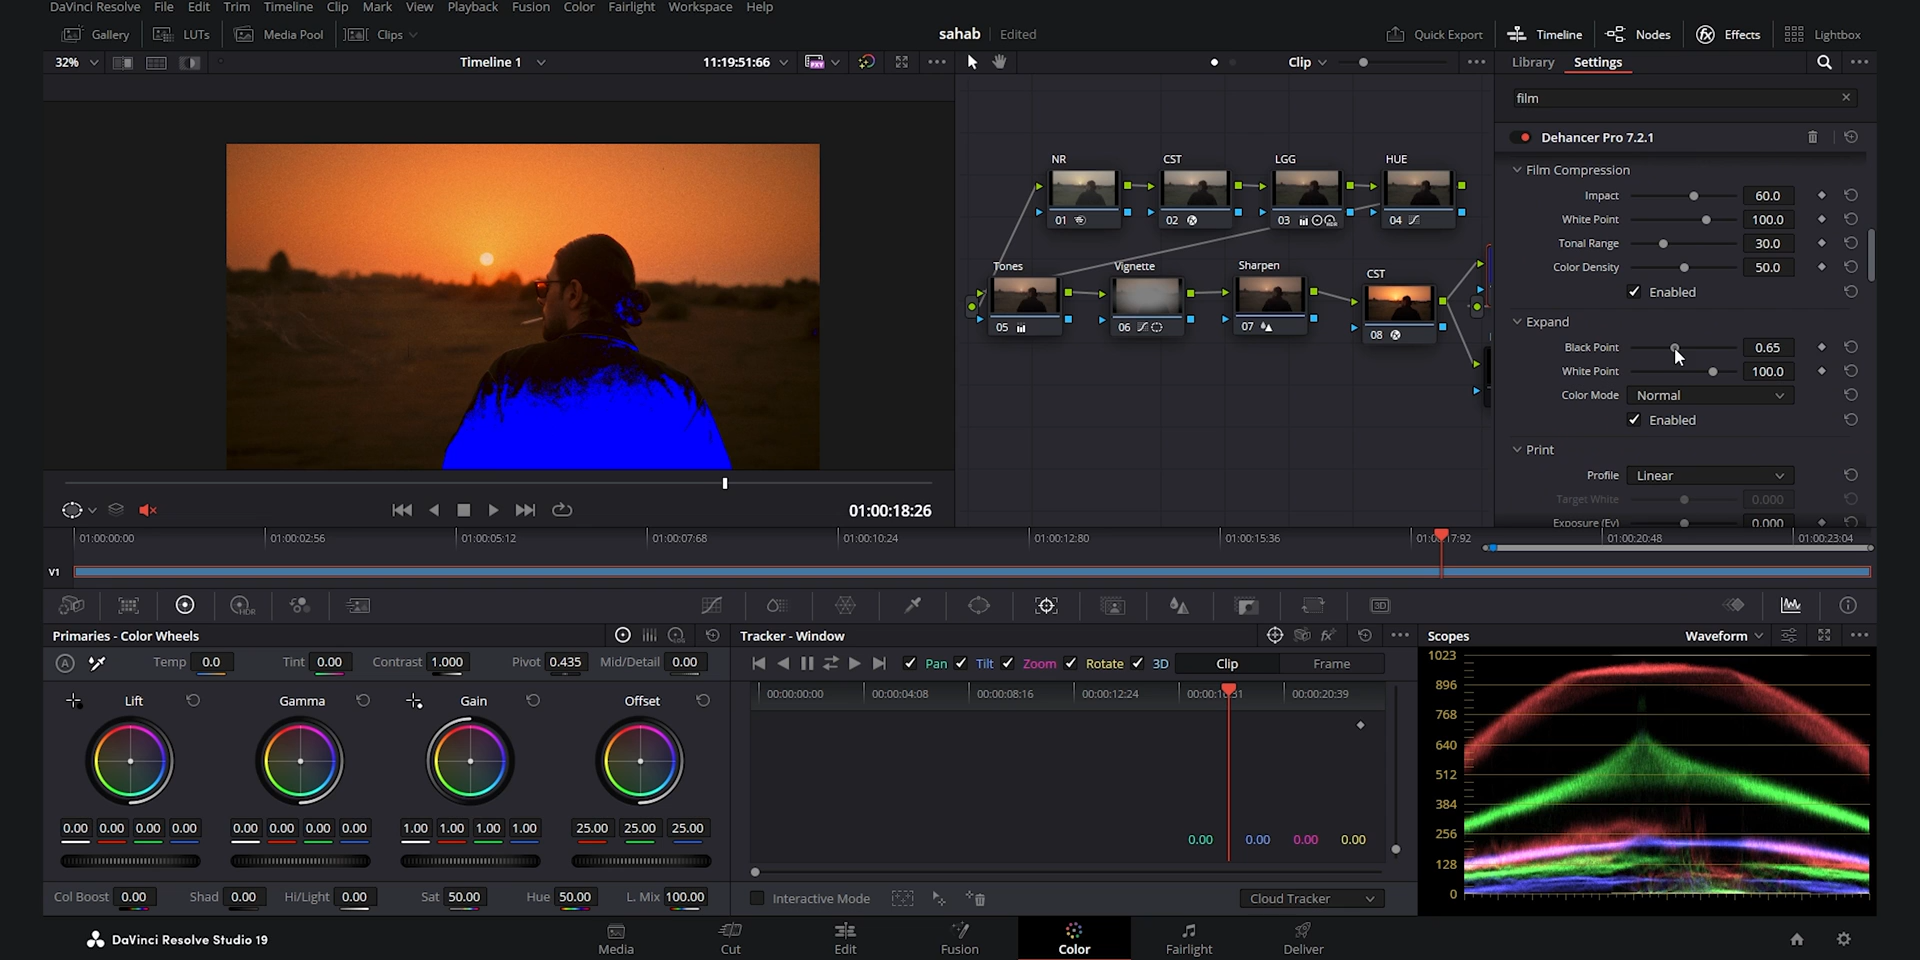 DaVinci Resolve File Edit Trim Timeline Clip Mark View Playback Fusion Color Fairlight Workspace Help
Gallery LUTs Media Pool Clips sahab Edited Quick Export Timeline Nodes Effects Lightbox
32% Timeline 1 11:19:51:66 PXY Clip Library Settings
film
Dehancer Pro 7.2.1
Film Compression
Impact 60.0
White Point 100.0
Tonal Range 30.0
Color Density 50.0
Enabled
Expand
Black Point 0.65
White Point 100.0
Color Mode Normal
Enabled
Print
Profile Linear
Target White 0.000
Exposure (Ev) 0.000
NR CST LGG HUE
01 02 03 04
Tones Vignette Sharpen CST
05 06 07 08
01:00:18:26
01:00:00:00 01:00:02:56 01:00:05:12 01:00:07:68 01:00:10:24 01:00:12:80 01:00:15:36 01:00:17:92 01:00:20:48 01:00:23:04
V1
HDR 3D
Primaries - Color Wheels
Temp 0.0 Tint 0.00 Contrast 1.000 Pivot 0.435 Mid/Detail 0.00
Lift Gamma Gain Offset
0.00 0.00 0.00 0.00 0.00 0.00 0.00 0.00 1.00 1.00 1.00 1.00 25.00 25.00 25.00
Col Boost 0.00 Shad 0.00 Hi/Light 0.00 Sat 50.00 Hue 50.00 L. Mix 100.00
Tracker - Window
Pan Tilt Zoom Rotate 3D Clip Frame
00:00:00:00 00:00:04:08 00:00:08:16 00:00:12:24 00:00:20:39
0.00 0.00 0.00 0.00
Interactive Mode Cloud Tracker
Scopes Waveform
1023
896
768
640
512
384
256
128
0
DaVinci Resolve Studio 19
Media Cut Edit Fusion Color Fairlight Deliver